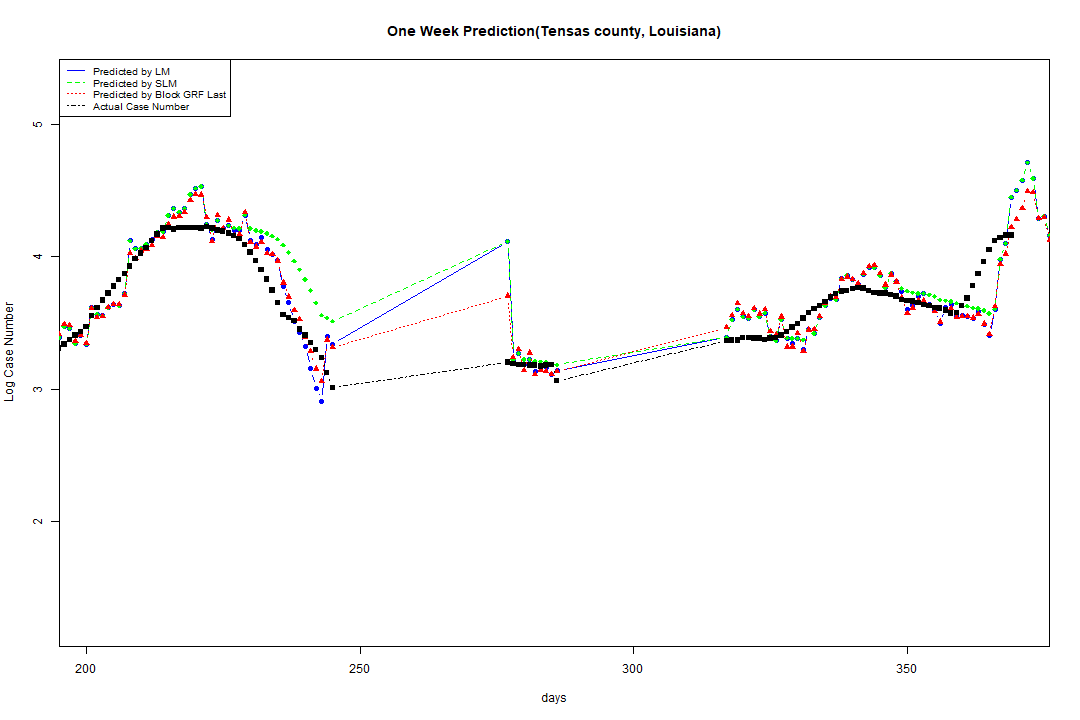 One Week Prediction(Tensas county, Louisiana)
Predicted by LM
Predicted by SLM
Predicted by Block GRF Last
Actual Case Number
5
4
3
2
Log Case Number
200 250 300 350
days